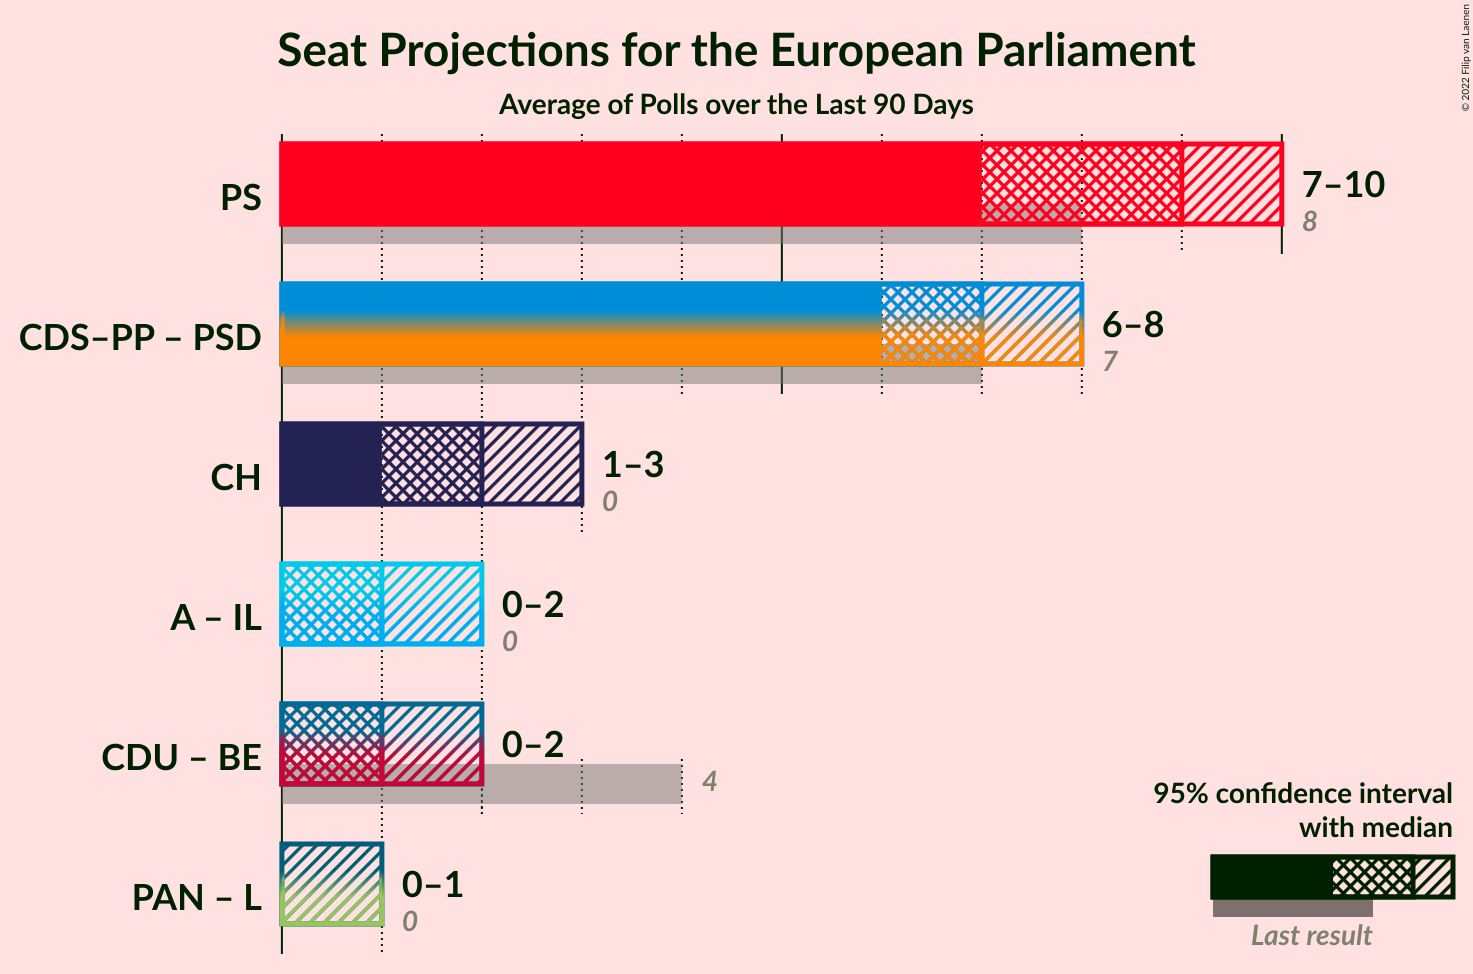 Seat Projections for the European Parliament
Average of Polls over the Last 90 Days
© 2022 Filip van Laenen
PS
7–10
8
CDS–PP – PSD
6–8
7
CH
1–3
0
A – IL
0–2
0
CDU – BE
0–2
4
PAN – L
0–1
0
95% confidence interval
with median
Last result